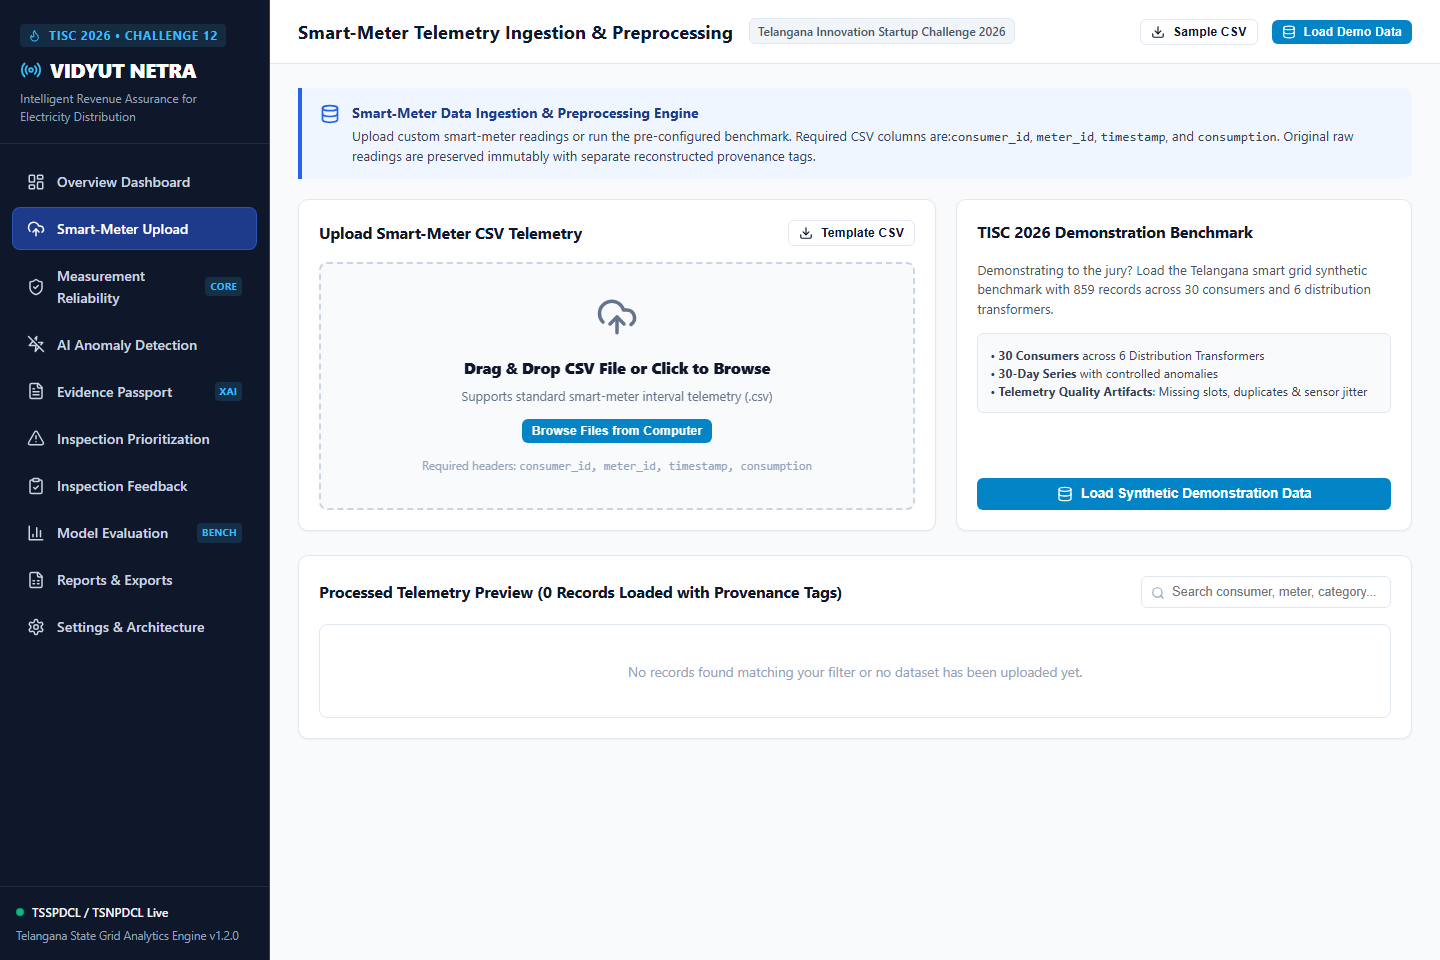 TISC 2026 • CHALLENGE 12
VIDYUT NETRA
Intelligent Revenue Assurance for
Electricity Distribution
Overview Dashboard
Smart-Meter Upload
Measurement
Reliability
CORE
AI Anomaly Detection
Evidence Passport
XAI
Inspection Prioritization
Inspection Feedback
Model Evaluation
BENCH
Reports & Exports
Settings & Architecture
TSSPDCL / TSNPDCL Live
Telangana State Grid Analytics Engine v1.2.0
Smart-Meter Telemetry Ingestion & Preprocessing
Telangana Innovation Startup Challenge 2026
Sample CSV
Load Demo Data
Smart-Meter Data Ingestion & Preprocessing Engine
Upload custom smart-meter readings or run the pre-configured benchmark. Required CSV columns are:consumer_id, meter_id, timestamp, and consumption. Original raw
readings are preserved immutably with separate reconstructed provenance tags.
Upload Smart-Meter CSV Telemetry
Template CSV
Drag & Drop CSV File or Click to Browse
Supports standard smart-meter interval telemetry (.csv)
Browse Files from Computer
Required headers: consumer_id, meter_id, timestamp, consumption
TISC 2026 Demonstration Benchmark
Demonstrating to the jury? Load the Telangana smart grid synthetic
benchmark with 859 records across 30 consumers and 6 distribution
transformers.
• 30 Consumers across 6 Distribution Transformers
• 30-Day Series with controlled anomalies
• Telemetry Quality Artifacts: Missing slots, duplicates & sensor jitter
Load Synthetic Demonstration Data
Processed Telemetry Preview (0 Records Loaded with Provenance Tags)
Search consumer, meter, category...
No records found matching your filter or no dataset has been uploaded yet.